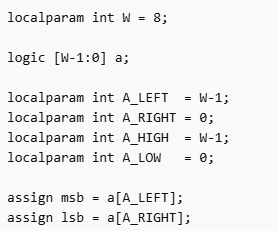 localparam int W = 8;
logic [W-1:0] a;
localparam int A_LEFT  = W-1;
localparam int A_RIGHT = 0;
localparam int A_HIGH  = W-1;
localparam int A_LOW   = 0;
assign msb = a[A_LEFT];
assign lsb = a[A_RIGHT];